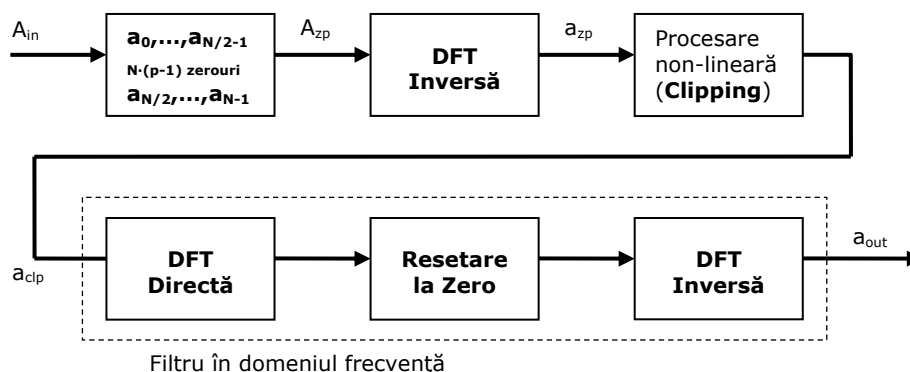 A_in
a_0,...,a_N/2-1
N·(p-1) zerouri
a_N/2,...,a_N-1
A_zp
DFT
Inversă
a_zp
Procesare
non-lineară
(Clipping)
a_clp
DFT
Directă
Resetare
la Zero
DFT
Inversă
a_out
Filtru în domeniul frecvență